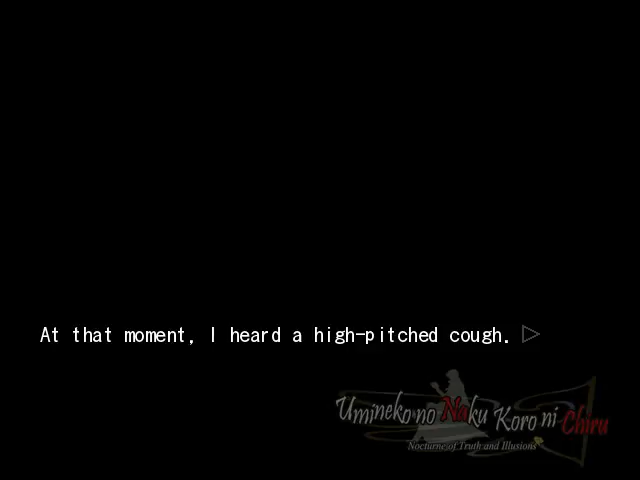 At that moment, I heard a high-pitched cough.
Umineko no Naku Koro ni Chiru
Nocturne of Truth and Illusions